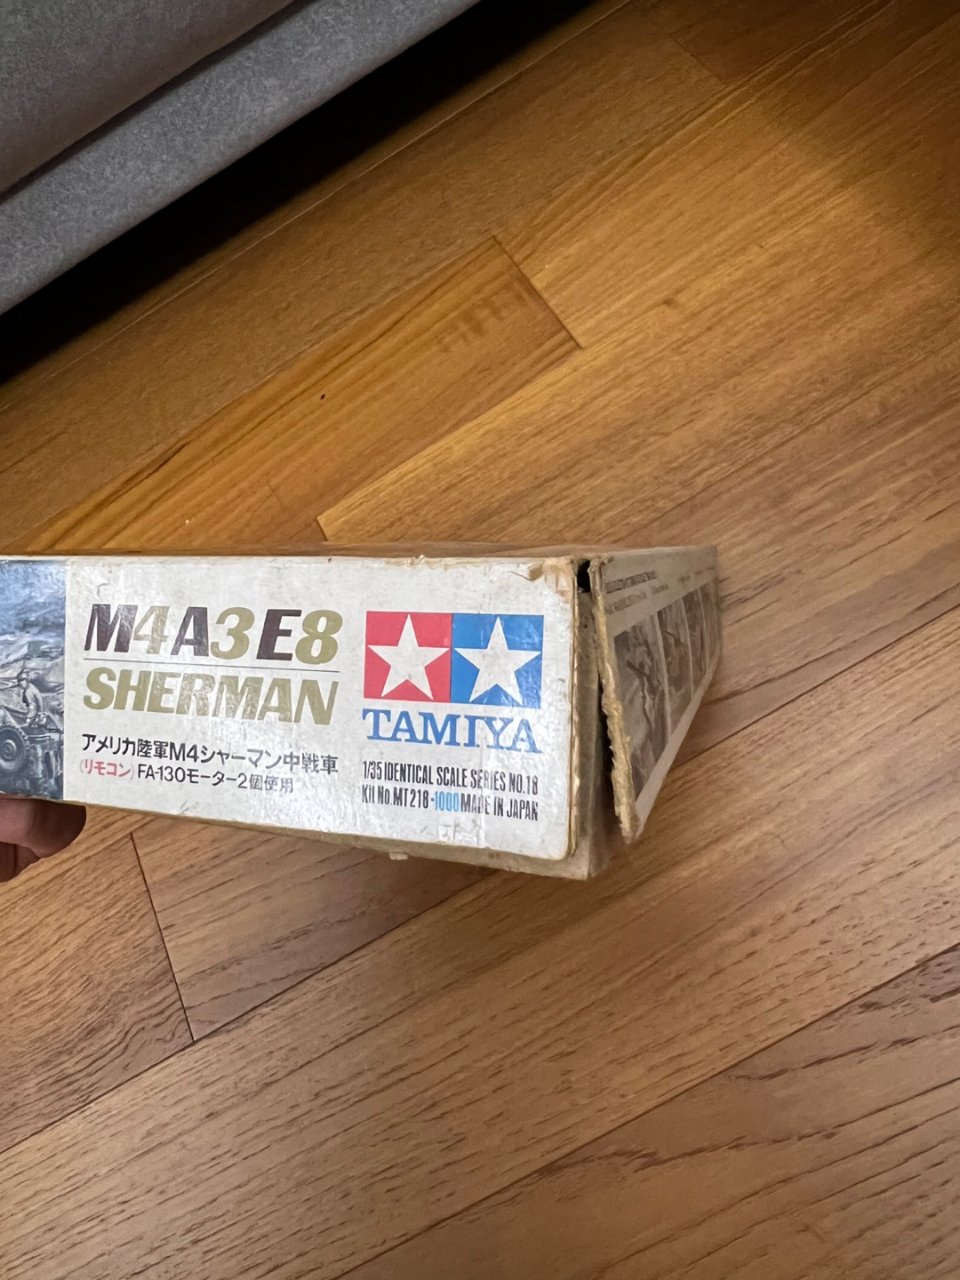 M4A3E8
SHERMAN
アメリカ陸軍M4シャーマン中戦車
(リモコン) FA-130モーター2個使用
TAMIYA
1/35 IDENTICAL SCALE SERIES NO.18
Kit No. MT218-1000 MADE IN JAPAN